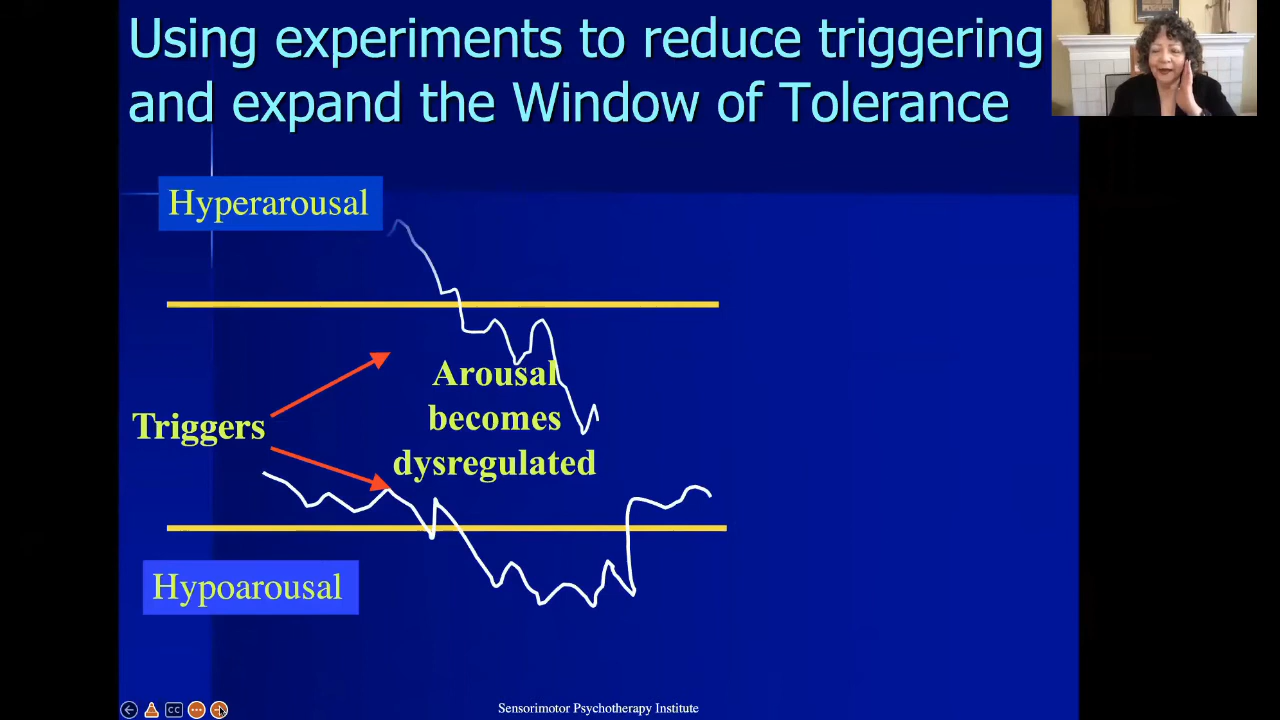 Using experiments to reduce triggering
and expand the Window of Tolerance
Hyperarousal
Triggers
Arousal
becomes
dysregulated
Hypoarousal
CC
Sensorimotor Psychotherapy Institute